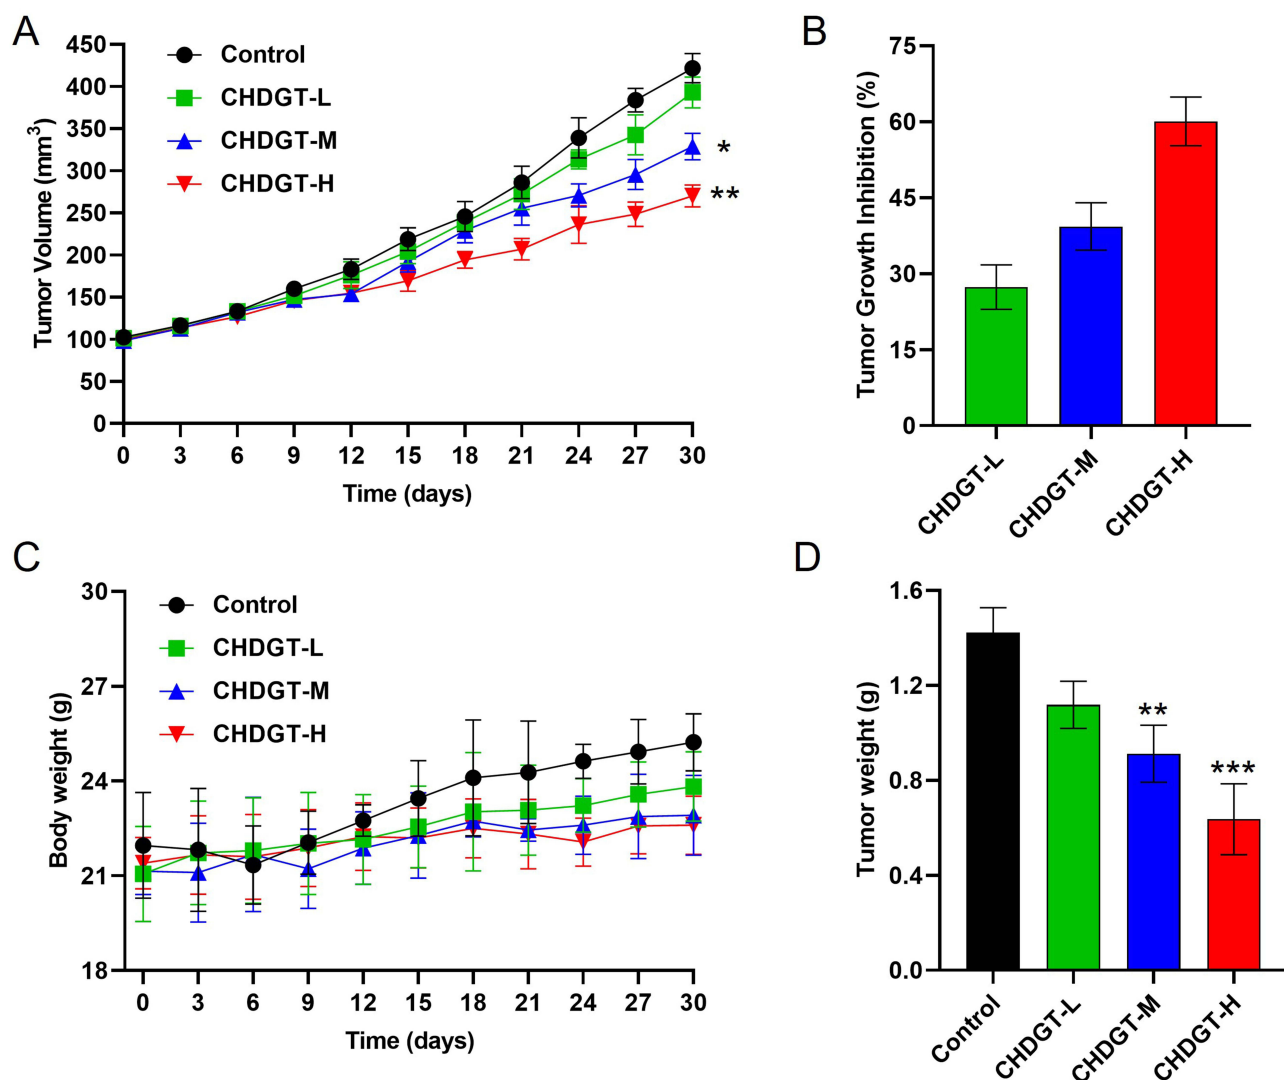 A
450
400
350
300
250
200
150
100
50
0
Tumor Volume (mm³)
Control
CHDGT-L
CHDGT-M
CHDGT-H
*
**
0 3 6 9 12 15 18 21 24 27 30
Time (days)
B
75
60
45
30
15
0
Tumor Growth Inhibition (%)
CHDGT-L
CHDGT-M
CHDGT-H
C
30
27
24
21
18
Body weight (g)
Control
CHDGT-L
CHDGT-M
CHDGT-H
0 3 6 9 12 15 18 21 24 27 30
Time (days)
D
1.6
1.2
0.8
0.4
0.0
Tumor weight (g)
**
***
Control
CHDGT-L
CHDGT-M
CHDGT-H